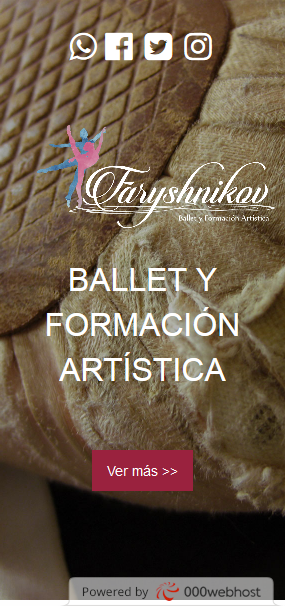 Taryshnikov
Ballet y Formación Artística
BALLET Y
FORMACIÓN
ARTÍSTICA
Ver más >>
Powered by 000webhost